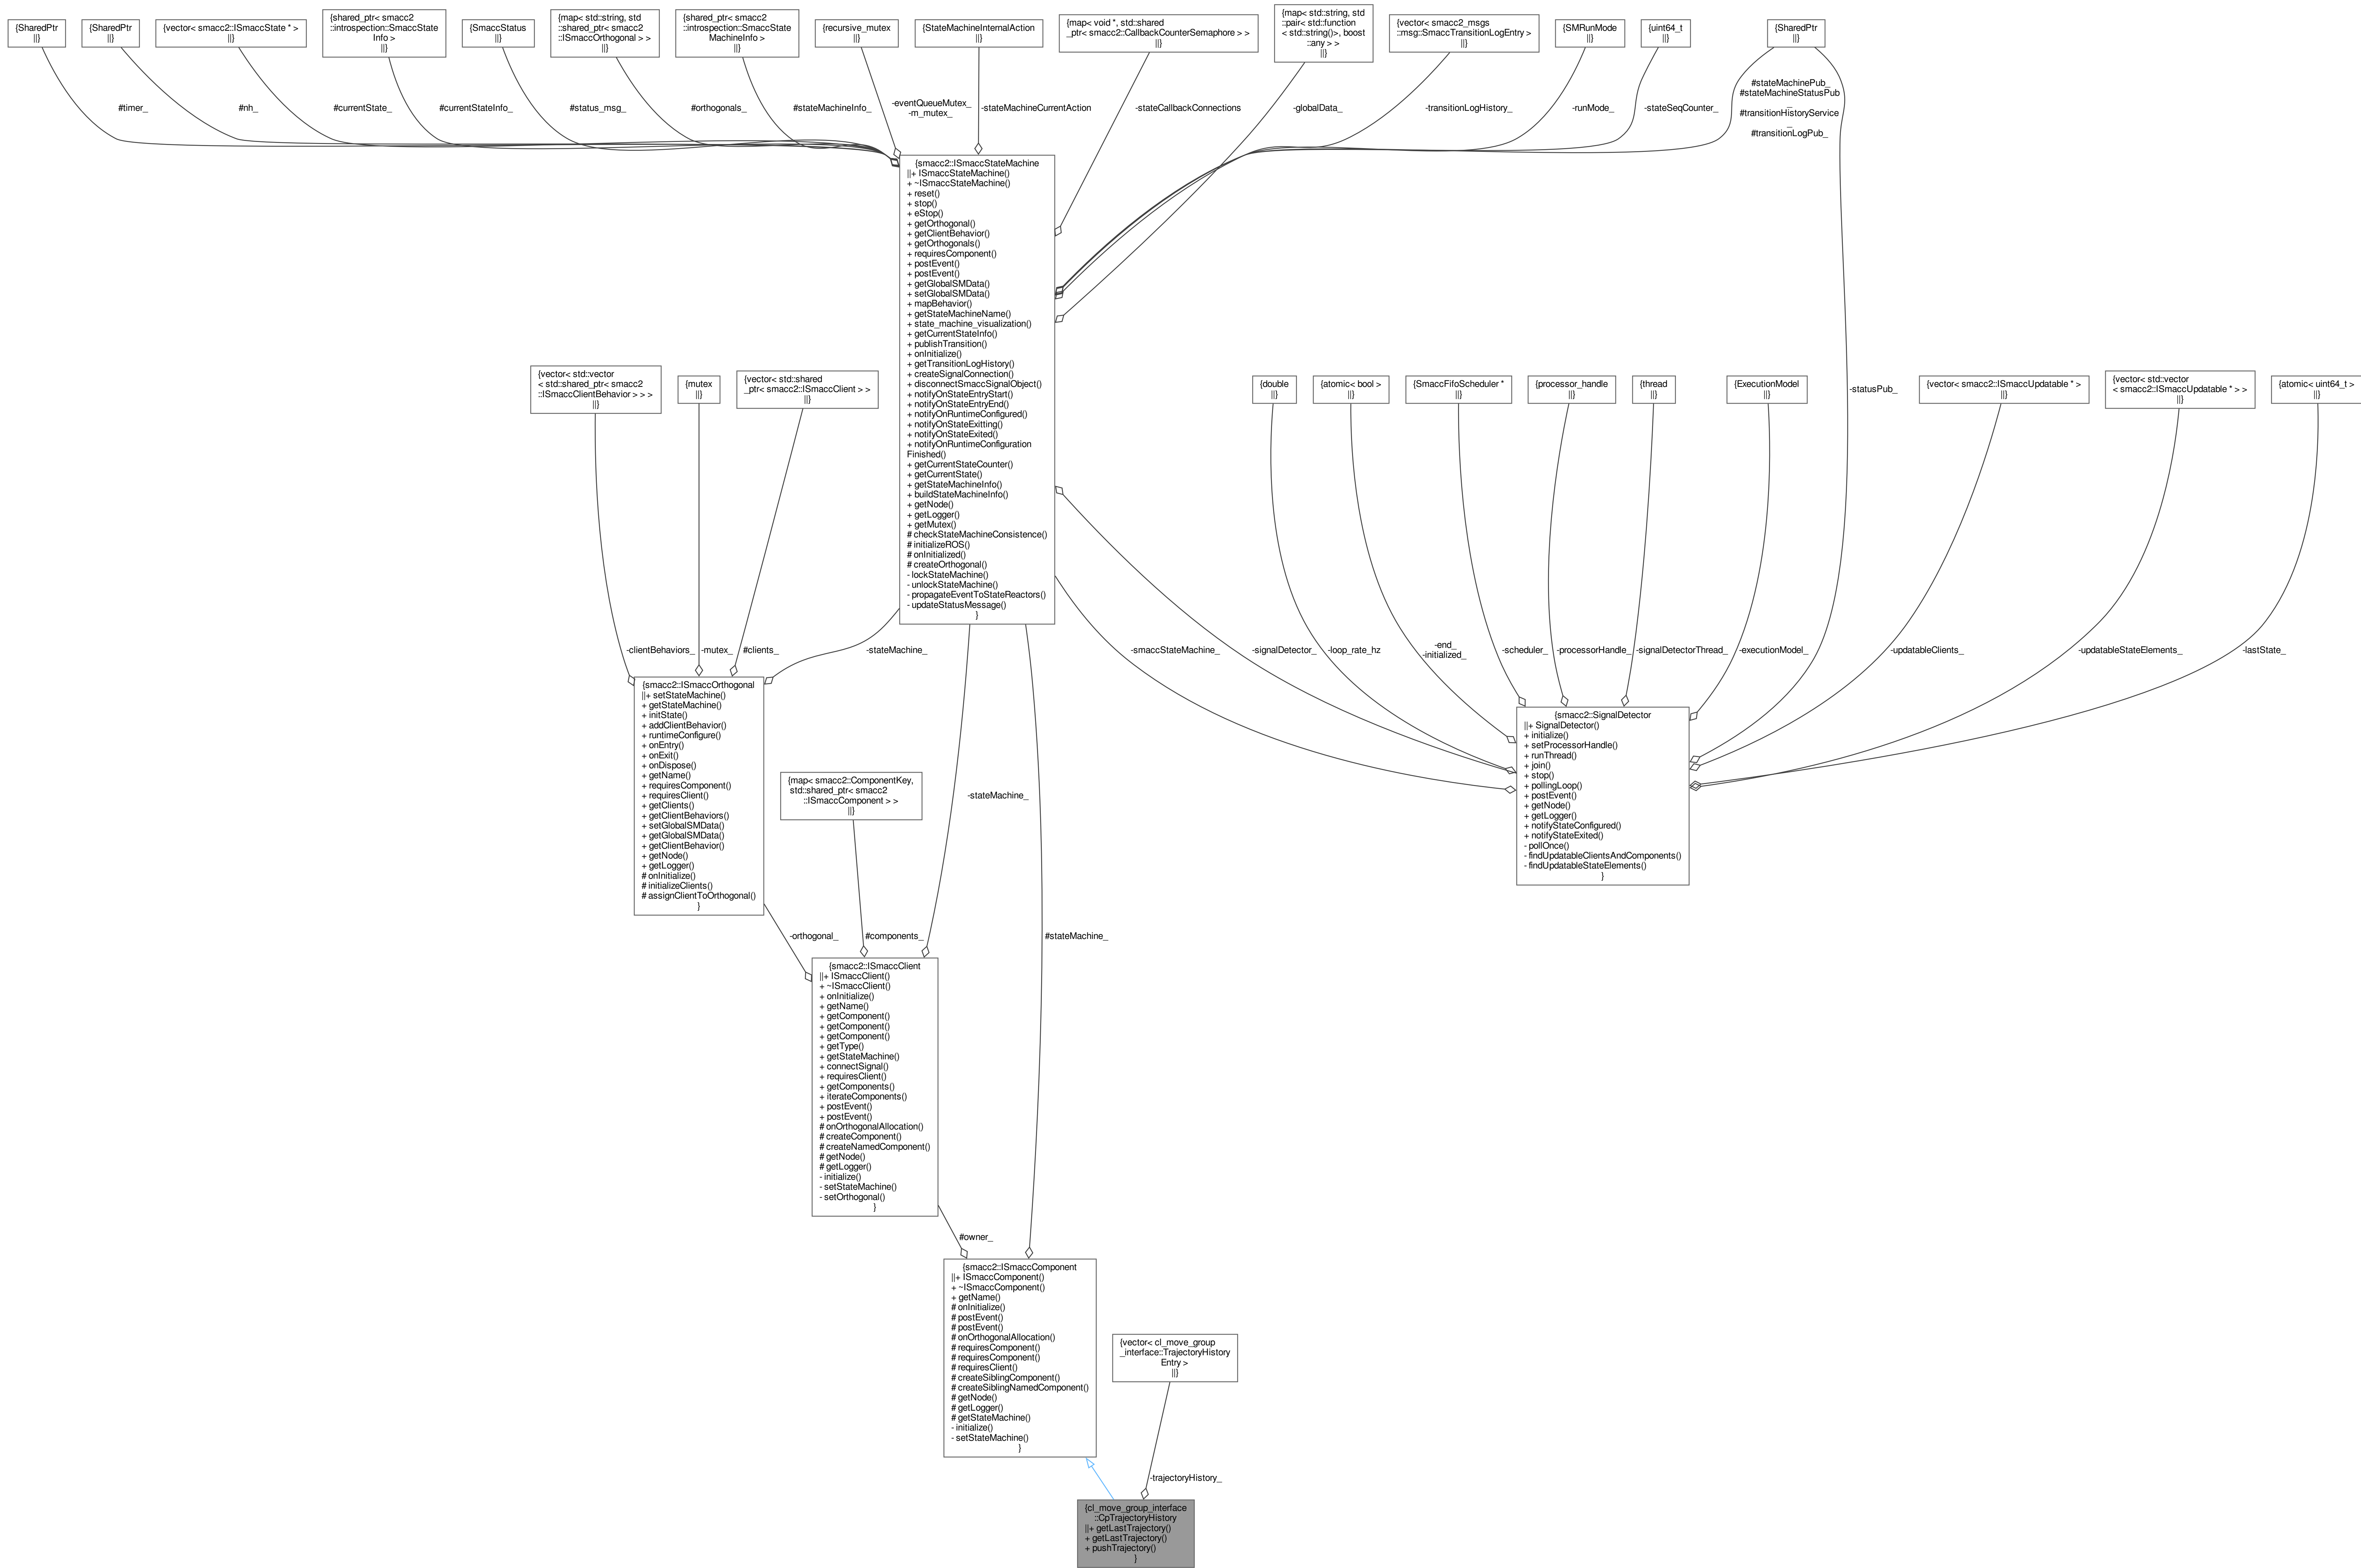 {SharedPtr
||}
{SharedPtr
||}
{vector< smacc2::ISmaccState * >
||}
{shared_ptr< smacc2
::introspection::SmaccState
Info >
||}
{SmaccStatus
||}
{map< std::string, std
::shared_ptr< smacc2
::ISmaccOrthogonal > >
||}
{shared_ptr< smacc2
::introspection::SmaccState
MachineInfo >
||}
{recursive_mutex
||}
{StateMachineInternalAction
||}
{map< void *, std::shared
_ptr< smacc2::CallbackCounterSemaphore > >
||}
{map< std::string, std
::pair< std::function
< std::string()>, boost
::any > >
||}
{vector< smacc2_msgs
::msg::SmaccTransitionLogEntry >
||}
{SMRunMode
||}
{uint64_t
||}
{SharedPtr
||}
#timer_
#nh_
#currentState_
#currentStateInfo_
#status_msg_
#orthogonals_
#stateMachineInfo_
-eventQueueMutex_
-m_mutex_
-stateMachineCurrentAction
-stateCallbackConnections
-globalData_
-transitionLogHistory_
-runMode_
-stateSeqCounter_
#stateMachinePub_
#stateMachineStatusPub
_
#transitionHistoryService
_
#transitionLogPub_
{smacc2::ISmaccStateMachine
||+ ISmaccStateMachine()
+ ~ISmaccStateMachine()
+ reset()
+ stop()
+ eStop()
+ getOrthogonal()
+ getClientBehavior()
+ getOrthogonals()
+ requiresComponent()
+ postEvent()
+ postEvent()
+ getGlobalSMData()
+ setGlobalSMData()
+ mapBehavior()
+ getStateMachineName()
+ state_machine_visualization()
+ getCurrentStateInfo()
+ publishTransition()
+ onInitialize()
+ getTransitionLogHistory()
+ createSignalConnection()
+ disconnectSmaccSignalObject()
+ notifyOnStateEntryStart()
+ notifyOnStateEntryEnd()
+ notifyOnRuntimeConfigured()
+ notifyOnStateExitting()
+ notifyOnStateExited()
+ notifyOnRuntimeConfiguration
Finished()
+ getCurrentStateCounter()
+ getCurrentState()
+ getStateMachineInfo()
+ buildStateMachineInfo()
+ getNode()
+ getLogger()
+ getMutex()
# checkStateMachineConsistence()
# initializeROS()
# onInitialized()
# createOrthogonal()
- lockStateMachine()
- unlockStateMachine()
- propagateEventToStateReactors()
- updateStatusMessage()
}
{vector< std::vector
< std::shared_ptr< smacc2
::ISmaccClientBehavior > > >
||}
{mutex
||}
{vector< std::shared
_ptr< smacc2::ISmaccClient > >
||}
{double
||}
{atomic< bool >
||}
{SmaccFifoScheduler *
||}
{processor_handle
||}
{thread
||}
{ExecutionModel
||}
-statusPub_
{vector< smacc2::ISmaccUpdatable * >
||}
{vector< std::vector
< smacc2::ISmaccUpdatable * > >
||}
{atomic< uint64_t >
||}
-clientBehaviors_
-mutex_
#clients_
-stateMachine_
-smaccStateMachine_
-signalDetector_
-loop_rate_hz
-end_
-initialized_
-scheduler_
-processorHandle_
-signalDetectorThread_
-executionModel_
-updatableClients_
-updatableStateElements_
-lastState_
{smacc2::ISmaccOrthogonal
||+ setStateMachine()
+ getStateMachine()
+ initState()
+ addClientBehavior()
+ runtimeConfigure()
+ onEntry()
+ onExit()
+ onDispose()
+ getName()
+ requiresComponent()
+ requiresClient()
+ getClients()
+ getClientBehaviors()
+ setGlobalSMData()
+ getGlobalSMData()
+ getClientBehavior()
+ getNode()
+ getLogger()
# onInitialize()
# initializeClients()
# assignClientToOrthogonal()
}
{smacc2::SignalDetector
||+ SignalDetector()
+ initialize()
+ setProcessorHandle()
+ runThread()
+ join()
+ stop()
+ pollingLoop()
+ postEvent()
+ getNode()
+ getLogger()
+ notifyStateConfigured()
+ notifyStateExited()
- pollOnce()
- findUpdatableClientsAndComponents()
- findUpdatableStateElements()
}
{map< smacc2::ComponentKey,
std::shared_ptr< smacc2
::ISmaccComponent > >
||}
-stateMachine_
-orthogonal_
#components_
#stateMachine_
{smacc2::ISmaccClient
||+ ISmaccClient()
+ ~ISmaccClient()
+ onInitialize()
+ getName()
+ getComponent()
+ getComponent()
+ getComponent()
+ getType()
+ getStateMachine()
+ connectSignal()
+ requiresClient()
+ getComponents()
+ iterateComponents()
+ postEvent()
+ postEvent()
# onOrthogonalAllocation()
# createComponent()
# createNamedComponent()
# getNode()
# getLogger()
- initialize()
- setStateMachine()
- setOrthogonal()
}
#owner_
{smacc2::ISmaccComponent
||+ ISmaccComponent()
+ ~ISmaccComponent()
+ getName()
# onInitialize()
# postEvent()
# postEvent()
# onOrthogonalAllocation()
# requiresComponent()
# requiresComponent()
# requiresClient()
# createSiblingComponent()
# createSiblingNamedComponent()
# getNode()
# getLogger()
# getStateMachine()
- initialize()
- setStateMachine()
}
{vector< cl_move_group
_interface::TrajectoryHistory
Entry >
||}
-trajectoryHistory_
{cl_move_group_interface
::CpTrajectoryHistory
||+ getLastTrajectory()
+ getLastTrajectory()
+ pushTrajectory()
}